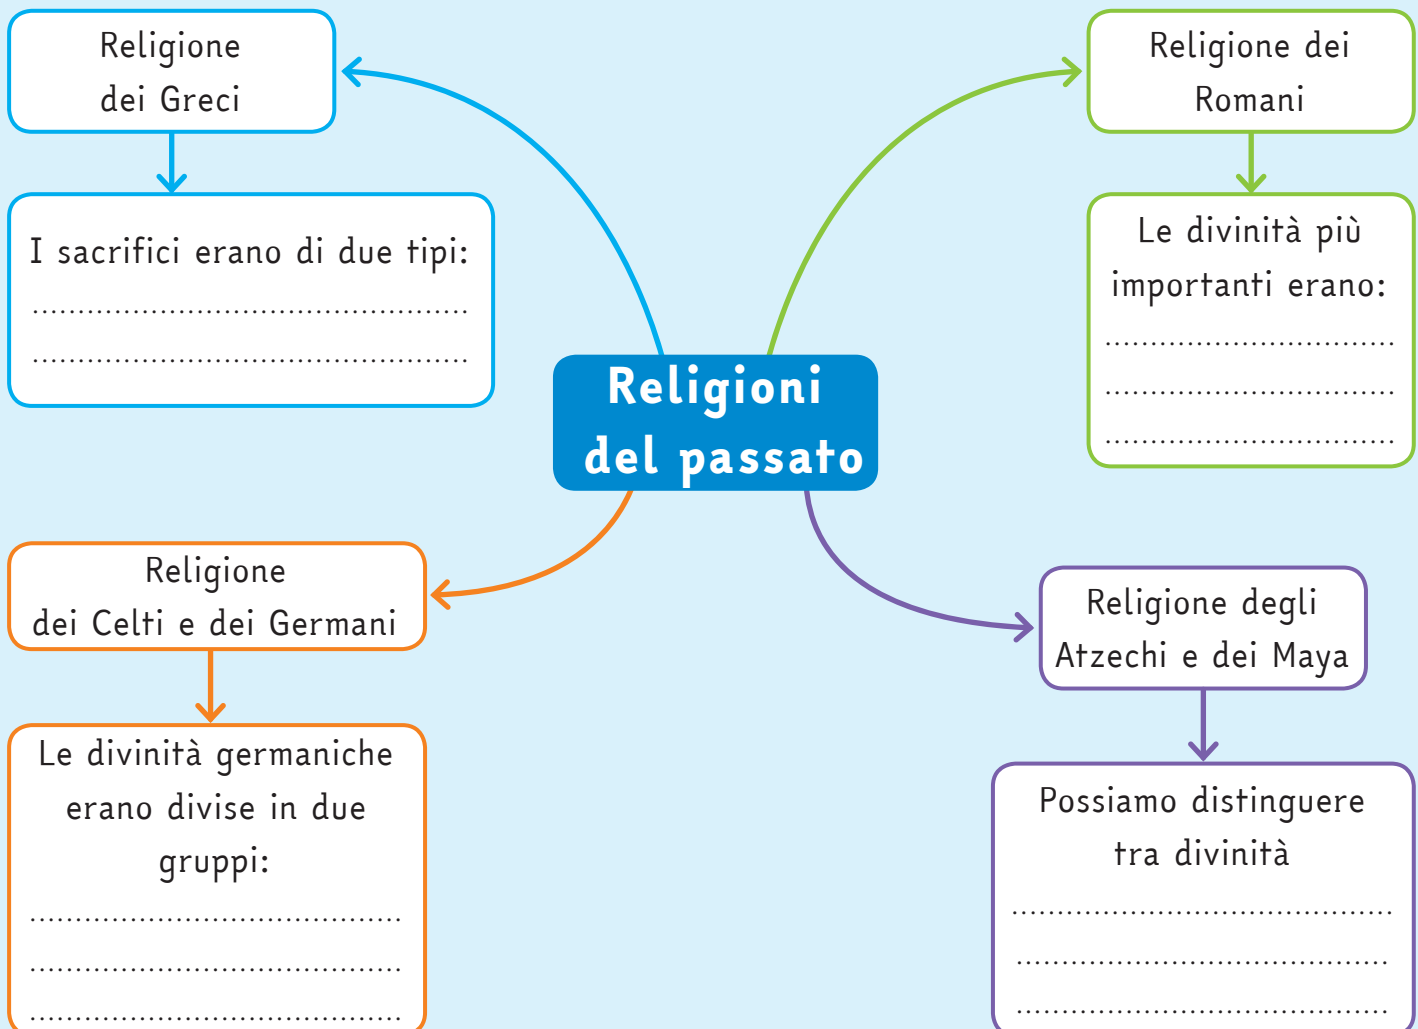 Religione
dei Greci
I sacrifici erano di due tipi:
................................................
................................................
Religione dei
Romani
Le divinità più
importanti erano:
................................
................................
................................
Religioni
del passato
Religione
dei Celti e dei Germani
Le divinità germaniche
erano divise in due
gruppi:
.........................................
.........................................
.........................................
Religione degli
Atzechi e dei Maya
Possiamo distinguere
tra divinità
..........................................
.........................................
.........................................